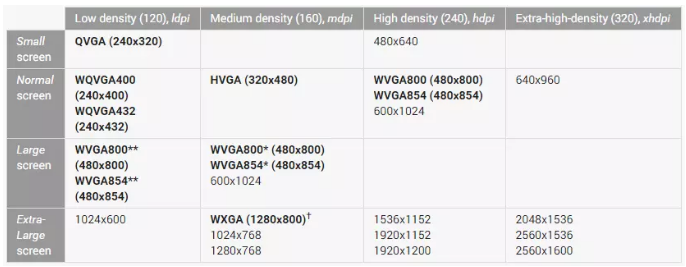 Low density (120), ldpi
Medium density (160), mdpi
High density (240), hdpi
Extra-high-density (320), xhdpi
Small
screen
QVGA (240x320)
480x640
Normal
screen
WQVGA400
(240x400)
WQVGA432
(240x432)
HVGA (320x480)
WVGA800 (480x800)
WVGA854 (480x854)
600x1024
640x960
Large
screen
WVGA800**
(480x800)
WVGA854**
(480x854)
WVGA800* (480x800)
WVGA854* (480x854)
600x1024
Extra-
Large
screen
1024x600
WXGA (1280x800)†
1024x768
1280x768
1536x1152
1920x1152
1920x1200
2048x1536
2560x1536
2560x1600